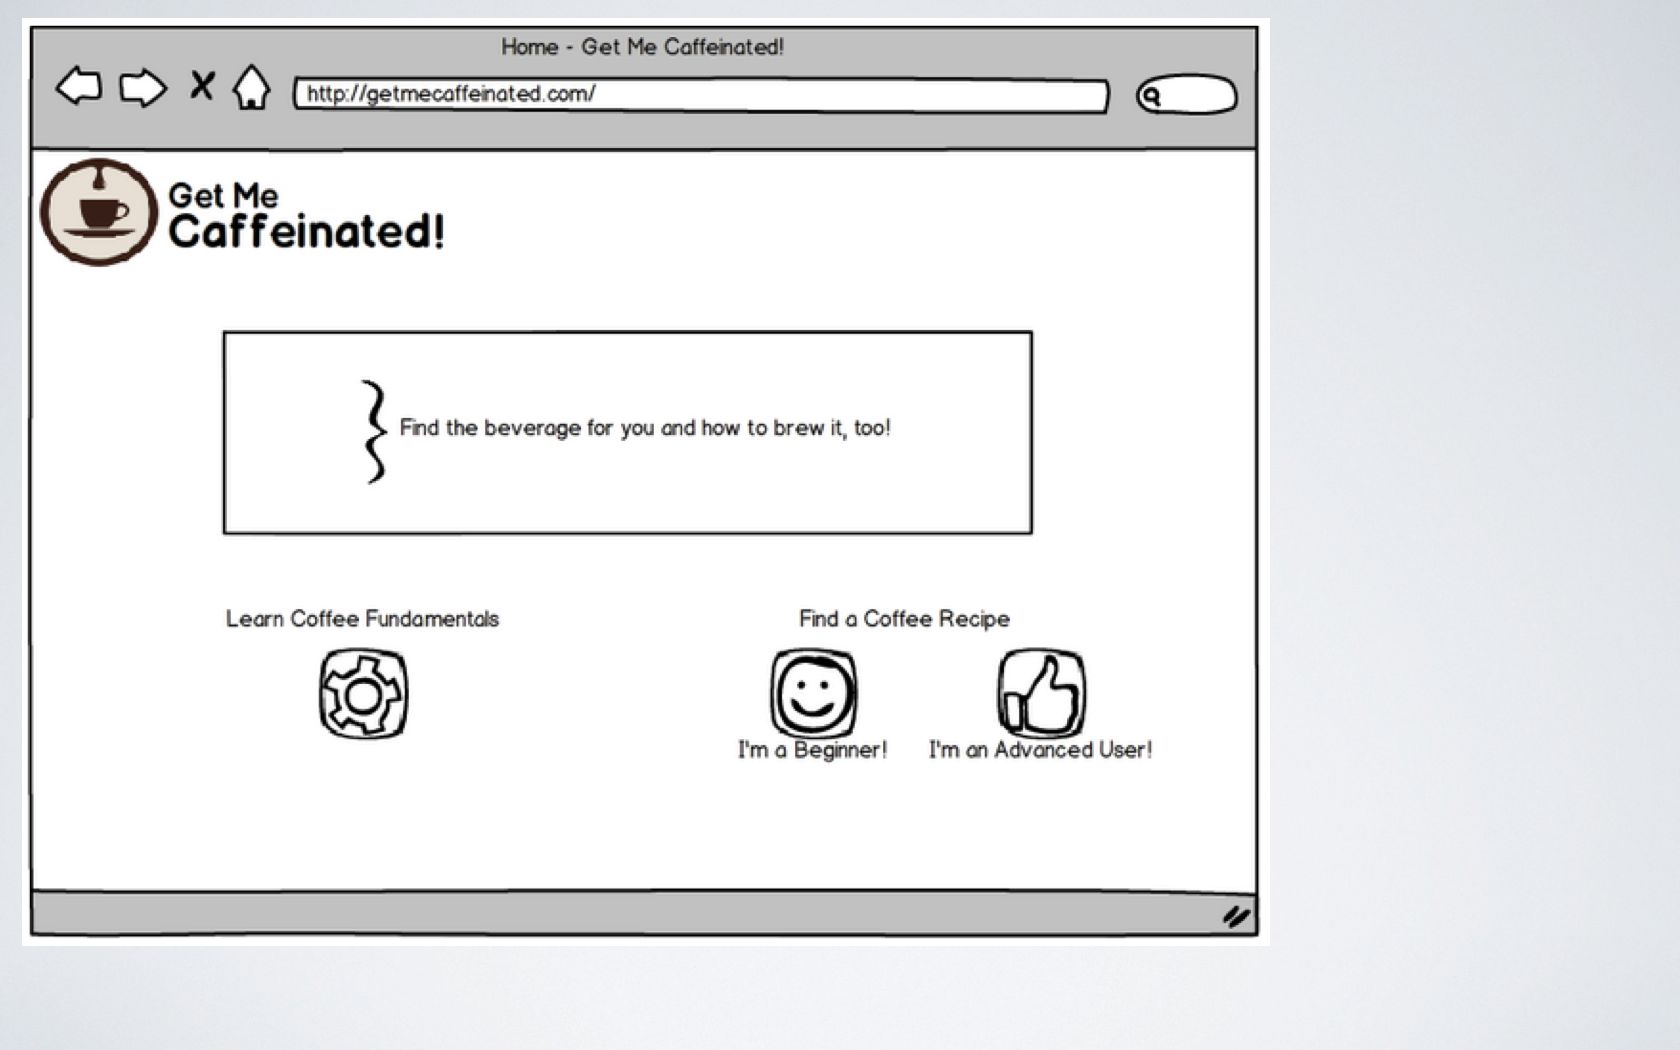 Home - Get Me Caffeinated!
http://getmecaffeinated.com/
Get Me
Caffeinated!
Find the beverage for you and how to brew it, too!
Learn Coffee Fundamentals
Find a Coffee Recipe
I'm a Beginner!
I'm an Advanced User!